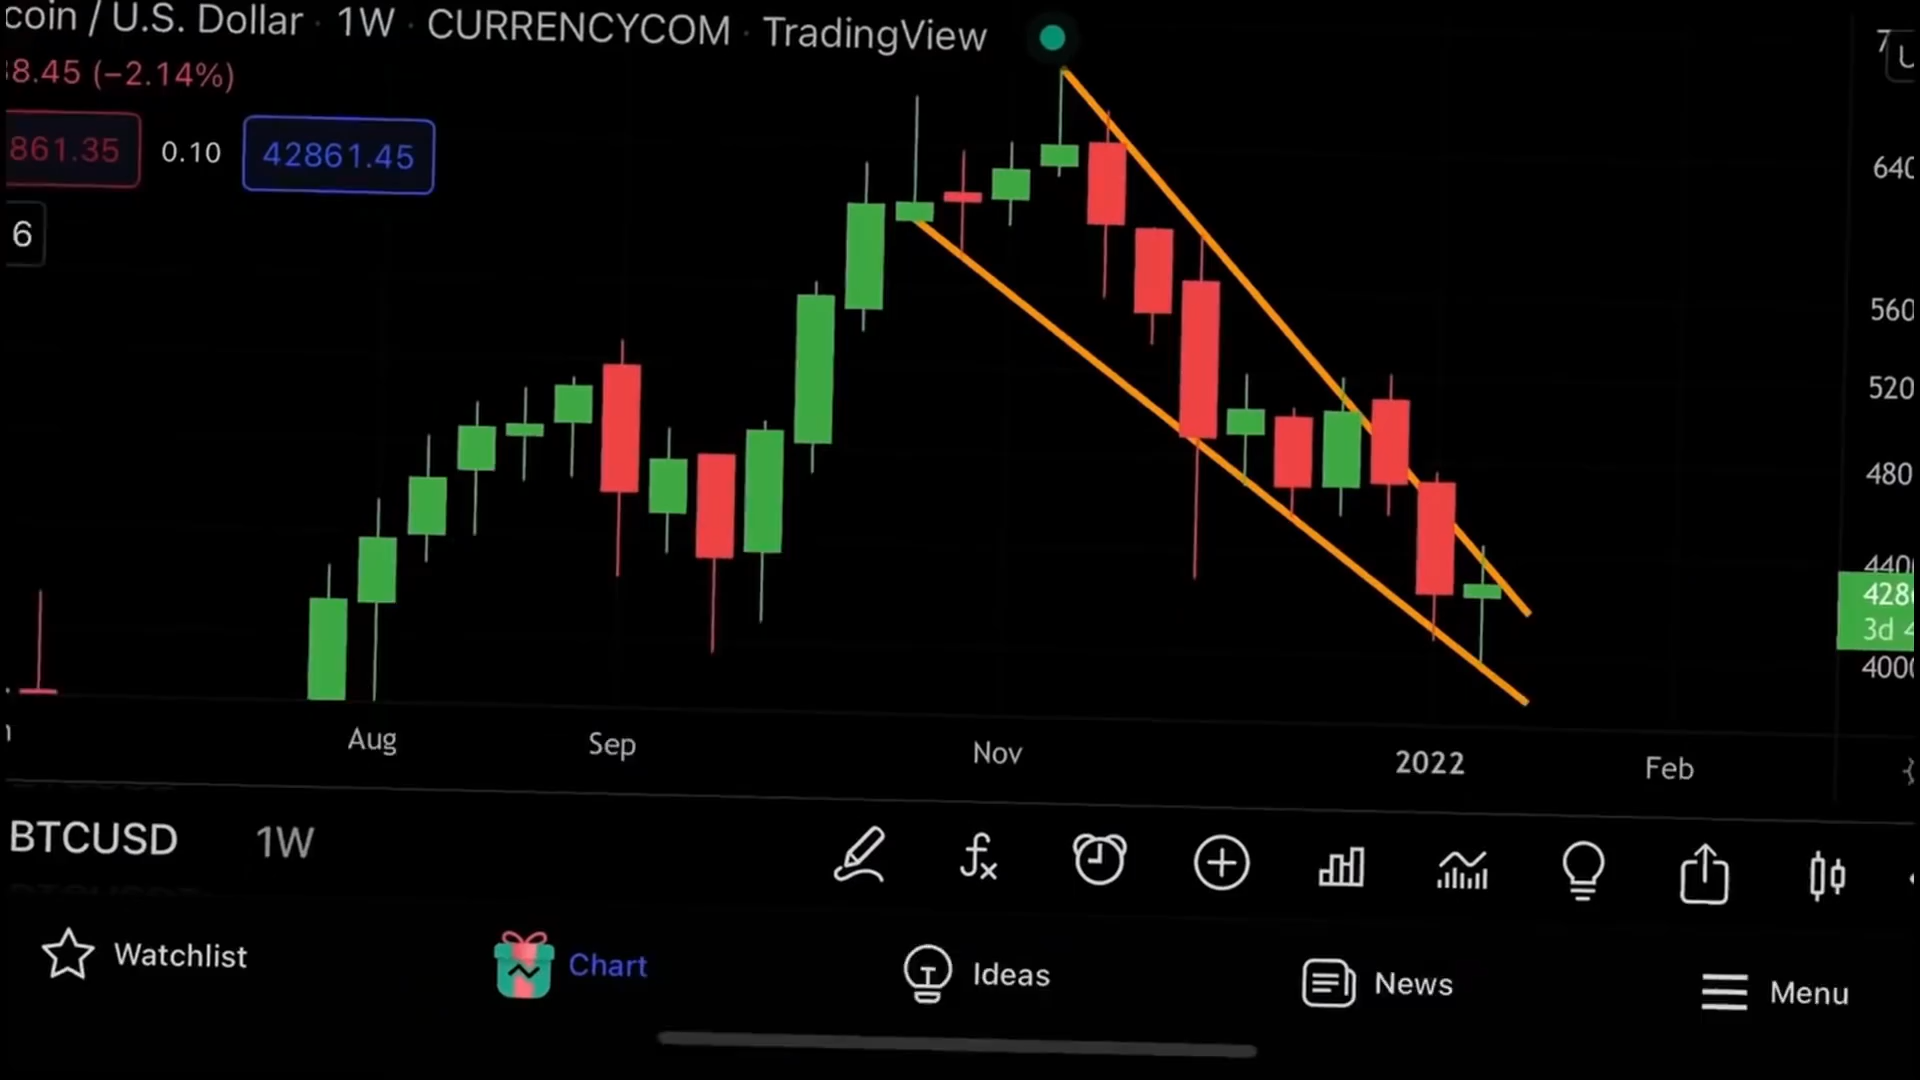 coin / U.S. Dollar · 1W · CURRENCYCOM · TradingView
8.45 (−2.14%)
861.35
0.10
42861.45
6
640
560
520
480
440
428
3d
400
Aug
Sep
Nov
2022
Feb
BTCUSD
1W
Watchlist
Chart
Ideas
News
Menu